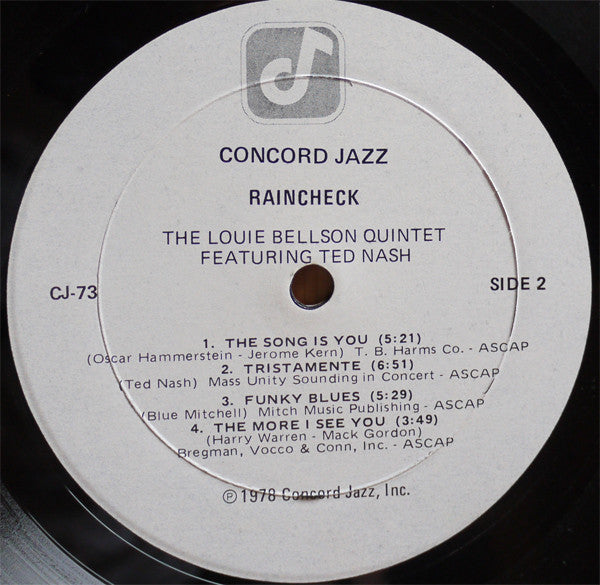 CONCORD JAZZ
RAINCHECK
THE LOUIE BELLSON QUINTET
FEATURING TED NASH
CJ-73
SIDE 2
1. THE SONG IS YOU (5:21)
(Oscar Hammerstein - Jerome Kern) T. B. Harms Co. - ASCAP
2. TRISTAMENTE (6:51)
(Ted Nash) Mass Unity Sounding in Concert - ASCAP
3. FUNKY BLUES (5:29)
(Blue Mitchell) Mitch Music Publishing - ASCAP
4. THE MORE I SEE YOU (3:49)
(Harry Warren - Mack Gordon)
Bregman, Vocco & Conn, Inc. - ASCAP
℗ 1978 Concord Jazz, Inc.